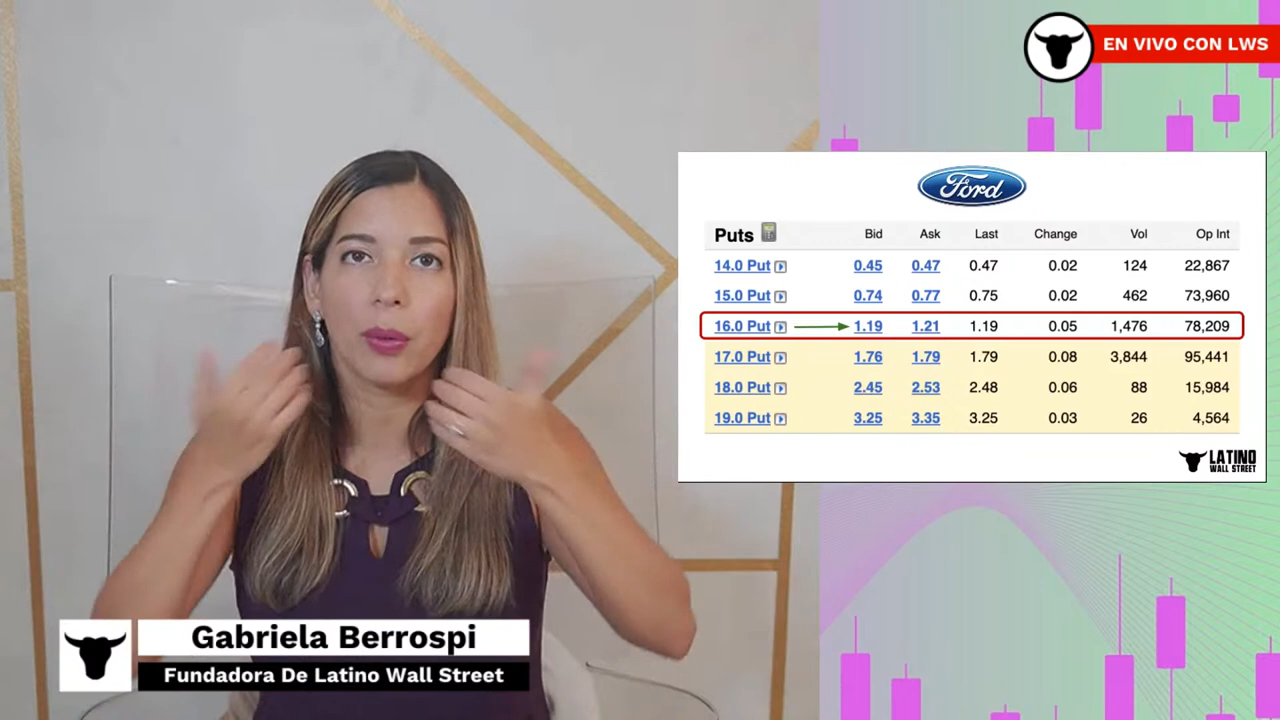 EN VIVO CON LWS
Ford
Puts Bid Ask Last Change Vol Op Int
14.0 Put 0.45 0.47 0.47 0.02 124 22,867
15.0 Put 0.74 0.77 0.75 0.02 462 73,960
16.0 Put 1.19 1.21 1.19 0.05 1,476 78,209
17.0 Put 1.76 1.79 1.79 0.08 3,844 95,441
18.0 Put 2.45 2.53 2.48 0.06 88 15,984
19.0 Put 3.25 3.35 3.25 0.03 26 4,564
LATINO
WALL STREET
Gabriela Berrospi
Fundadora De Latino Wall Street